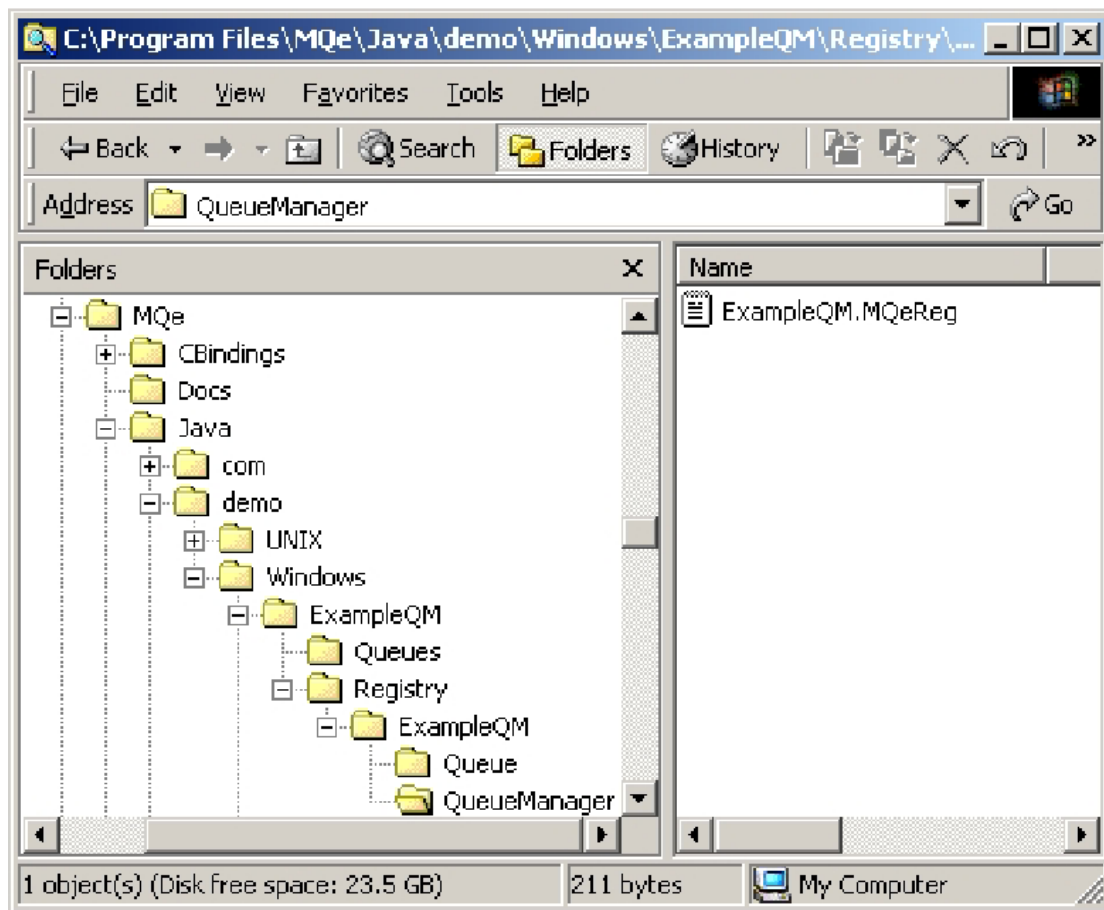 C:\Program Files\MQe\Java\demo\Windows\ExampleQM\Registry\...
File Edit View Favorites Tools Help
Back Search Folders History »
Address QueueManager Go
Folders
MQe
CBindings
Docs
Java
com
demo
UNIX
Windows
ExampleQM
Queues
Registry
ExampleQM
Queue
QueueManager
Name
ExampleQM.MQeReg
1 object(s) (Disk free space: 23.5 GB) 211 bytes My Computer